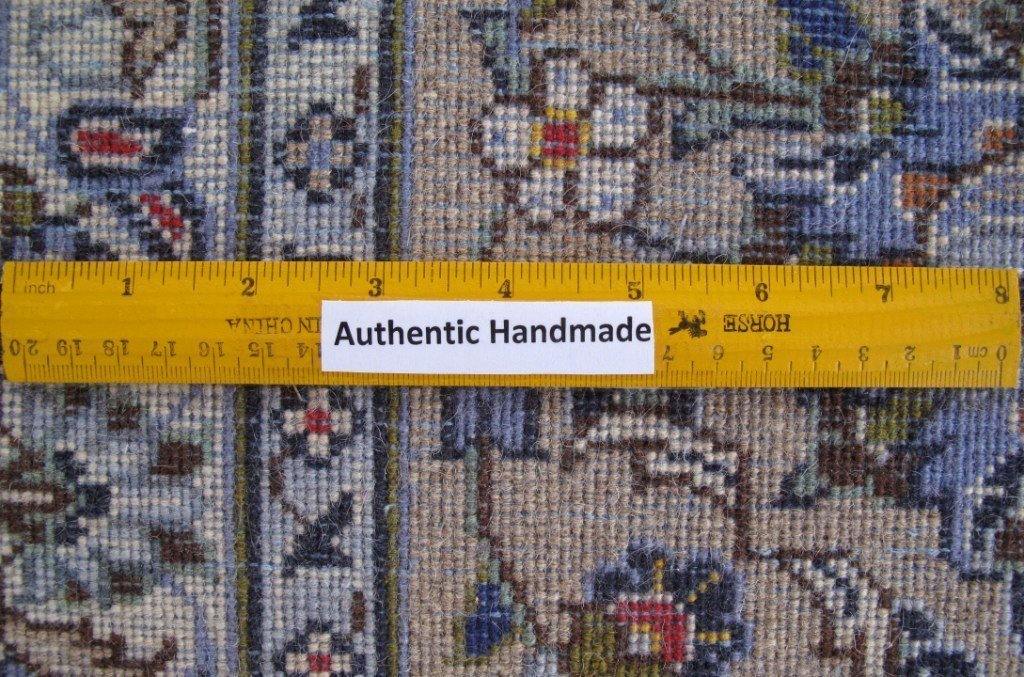 inch 1 2 3 4 5 6 7 8
Authentic Handmade
HORSE
IN CHINA
0 1 cm 2 3 4 5 6 7 14 15 16 17 18 19 20